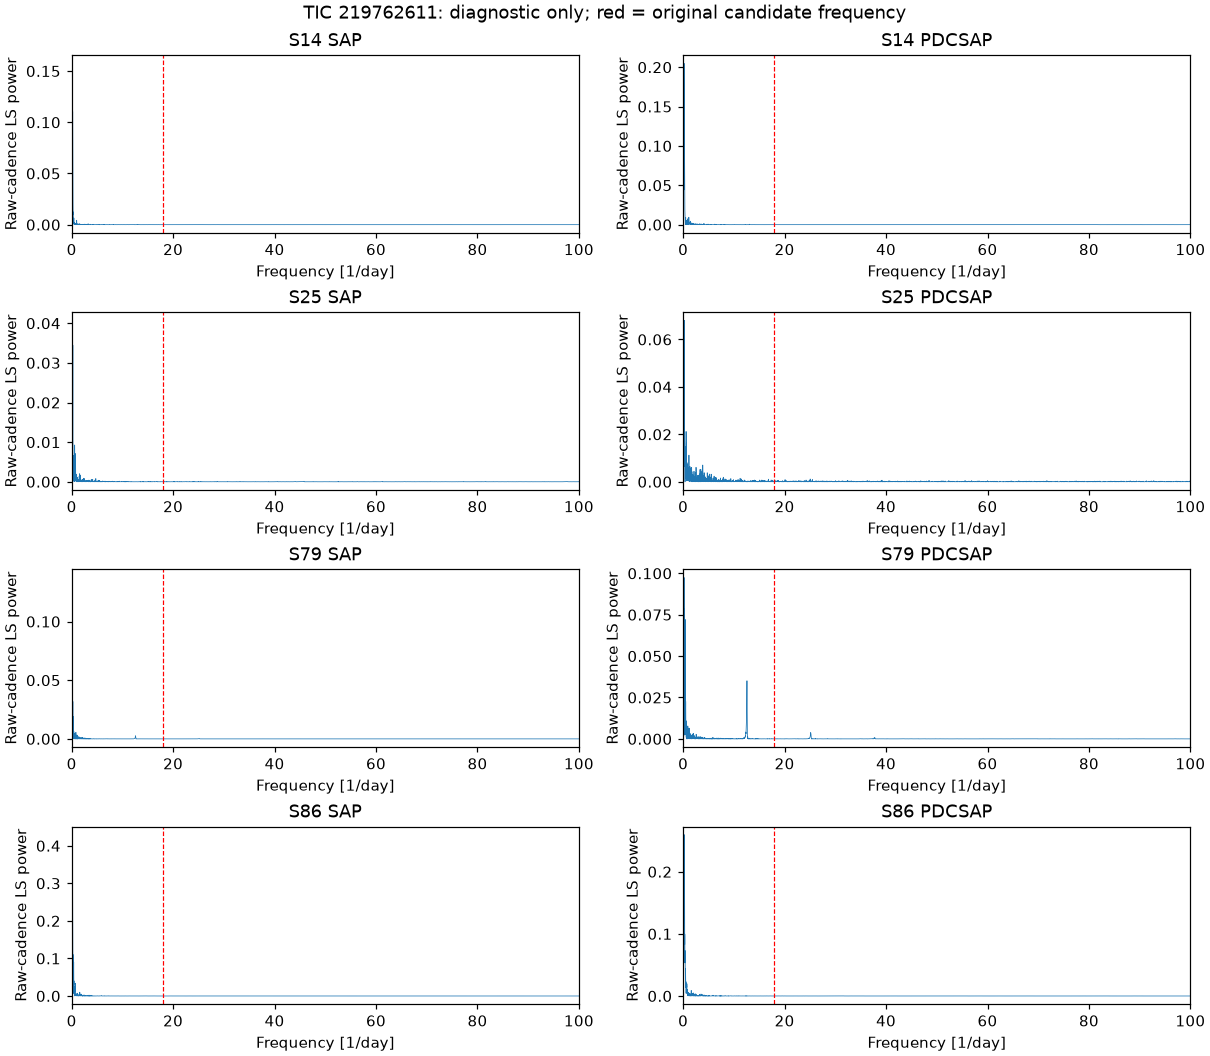 TIC 219762611: diagnostic only; red = original candidate frequency
S14 SAP
Raw-cadence LS power
0.15
0.10
0.05
0.00
0 20 40 60 80 100
Frequency [1/day]
S14 PDCSAP
Raw-cadence LS power
0.20
0.15
0.10
0.05
0.00
0 20 40 60 80 100
Frequency [1/day]
S25 SAP
Raw-cadence LS power
0.04
0.03
0.02
0.01
0.00
0 20 40 60 80 100
Frequency [1/day]
S25 PDCSAP
Raw-cadence LS power
0.06
0.04
0.02
0.00
0 20 40 60 80 100
Frequency [1/day]
S79 SAP
Raw-cadence LS power
0.10
0.05
0.00
0 20 40 60 80 100
Frequency [1/day]
S79 PDCSAP
Raw-cadence LS power
0.100
0.075
0.050
0.025
0.000
0 20 40 60 80 100
Frequency [1/day]
S86 SAP
Raw-cadence LS power
0.4
0.3
0.2
0.1
0.0
0 20 40 60 80 100
Frequency [1/day]
S86 PDCSAP
Raw-cadence LS power
0.2
0.1
0.0
0 20 40 60 80 100
Frequency [1/day]